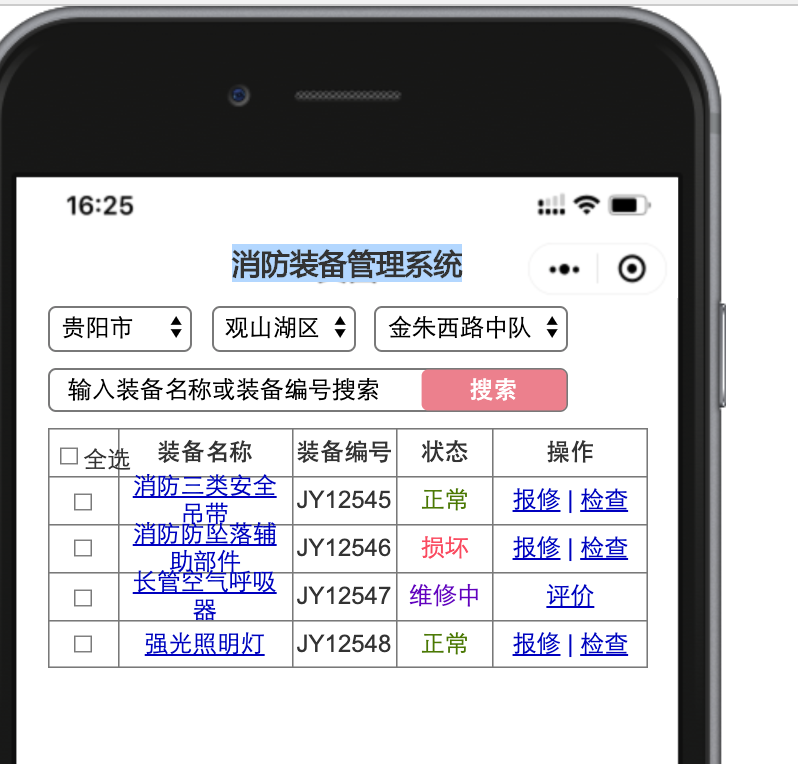 16:25
消防装备管理系统
贵阳市 观山湖区 金朱西路中队
输入装备名称或装备编号搜索 搜索
全选 装备名称 装备编号 状态 操作
消防三类安全吊带 JY12545 正常 报修 | 检查
消防防坠落辅助部件 JY12546 损坏 报修 | 检查
长管空气呼吸器 JY12547 维修中 评价
强光照明灯 JY12548 正常 报修 | 检查